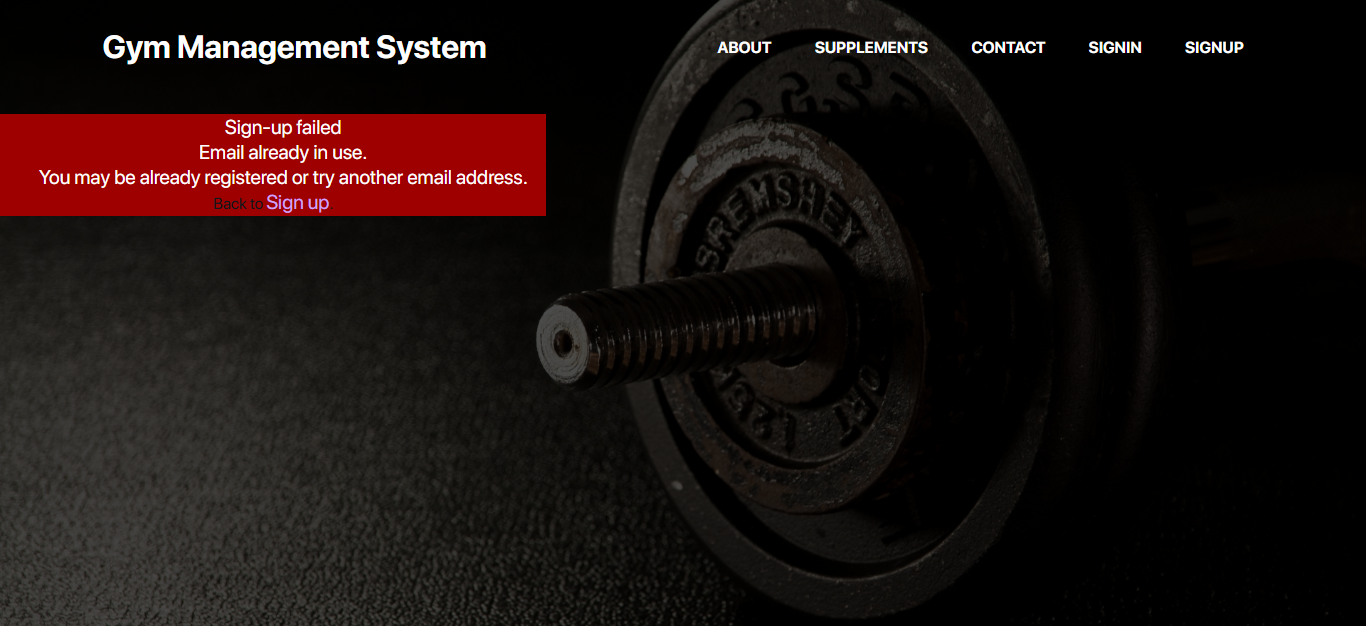 Gym Management System
ABOUT SUPPLEMENTS CONTACT SIGNIN SIGNUP
Sign-up failed
Email already in use.
You may be already registered or try another email address.
Back to Sign up
BREMSHEY